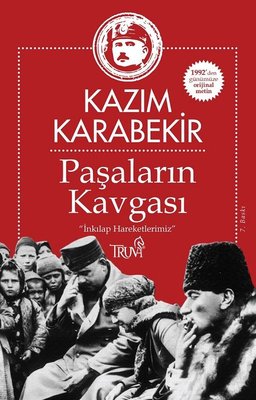 1992'den
günümüze
orijinal
metin
KAZIM
KARABEKİR
Paşaların
Kavgası
"İnkılap Hareketlerimiz"
TRUVA
7. Baskı